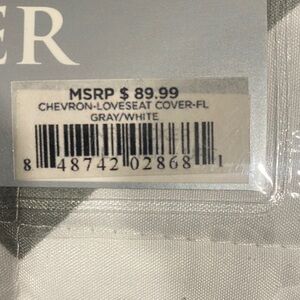 ER
MSRP $ 89.99
CHEVRON-LOVESEAT COVER-FL
GRAY/WHITE
8 48742 02868 1